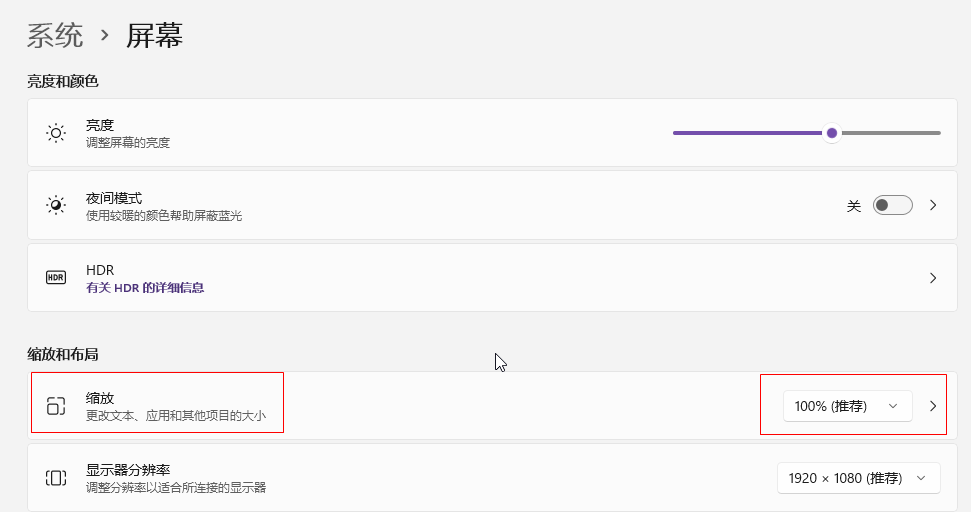 系统 › 屏幕
亮度和颜色
亮度
调整屏幕的亮度
夜间模式
使用较暖的颜色帮助屏蔽蓝光
关
HDR
HDR
有关 HDR 的详细信息
缩放和布局
缩放
更改文本、应用和其他项目的大小
100% (推荐)
显示器分辨率
调整分辨率以适合所连接的显示器
1920 × 1080 (推荐)